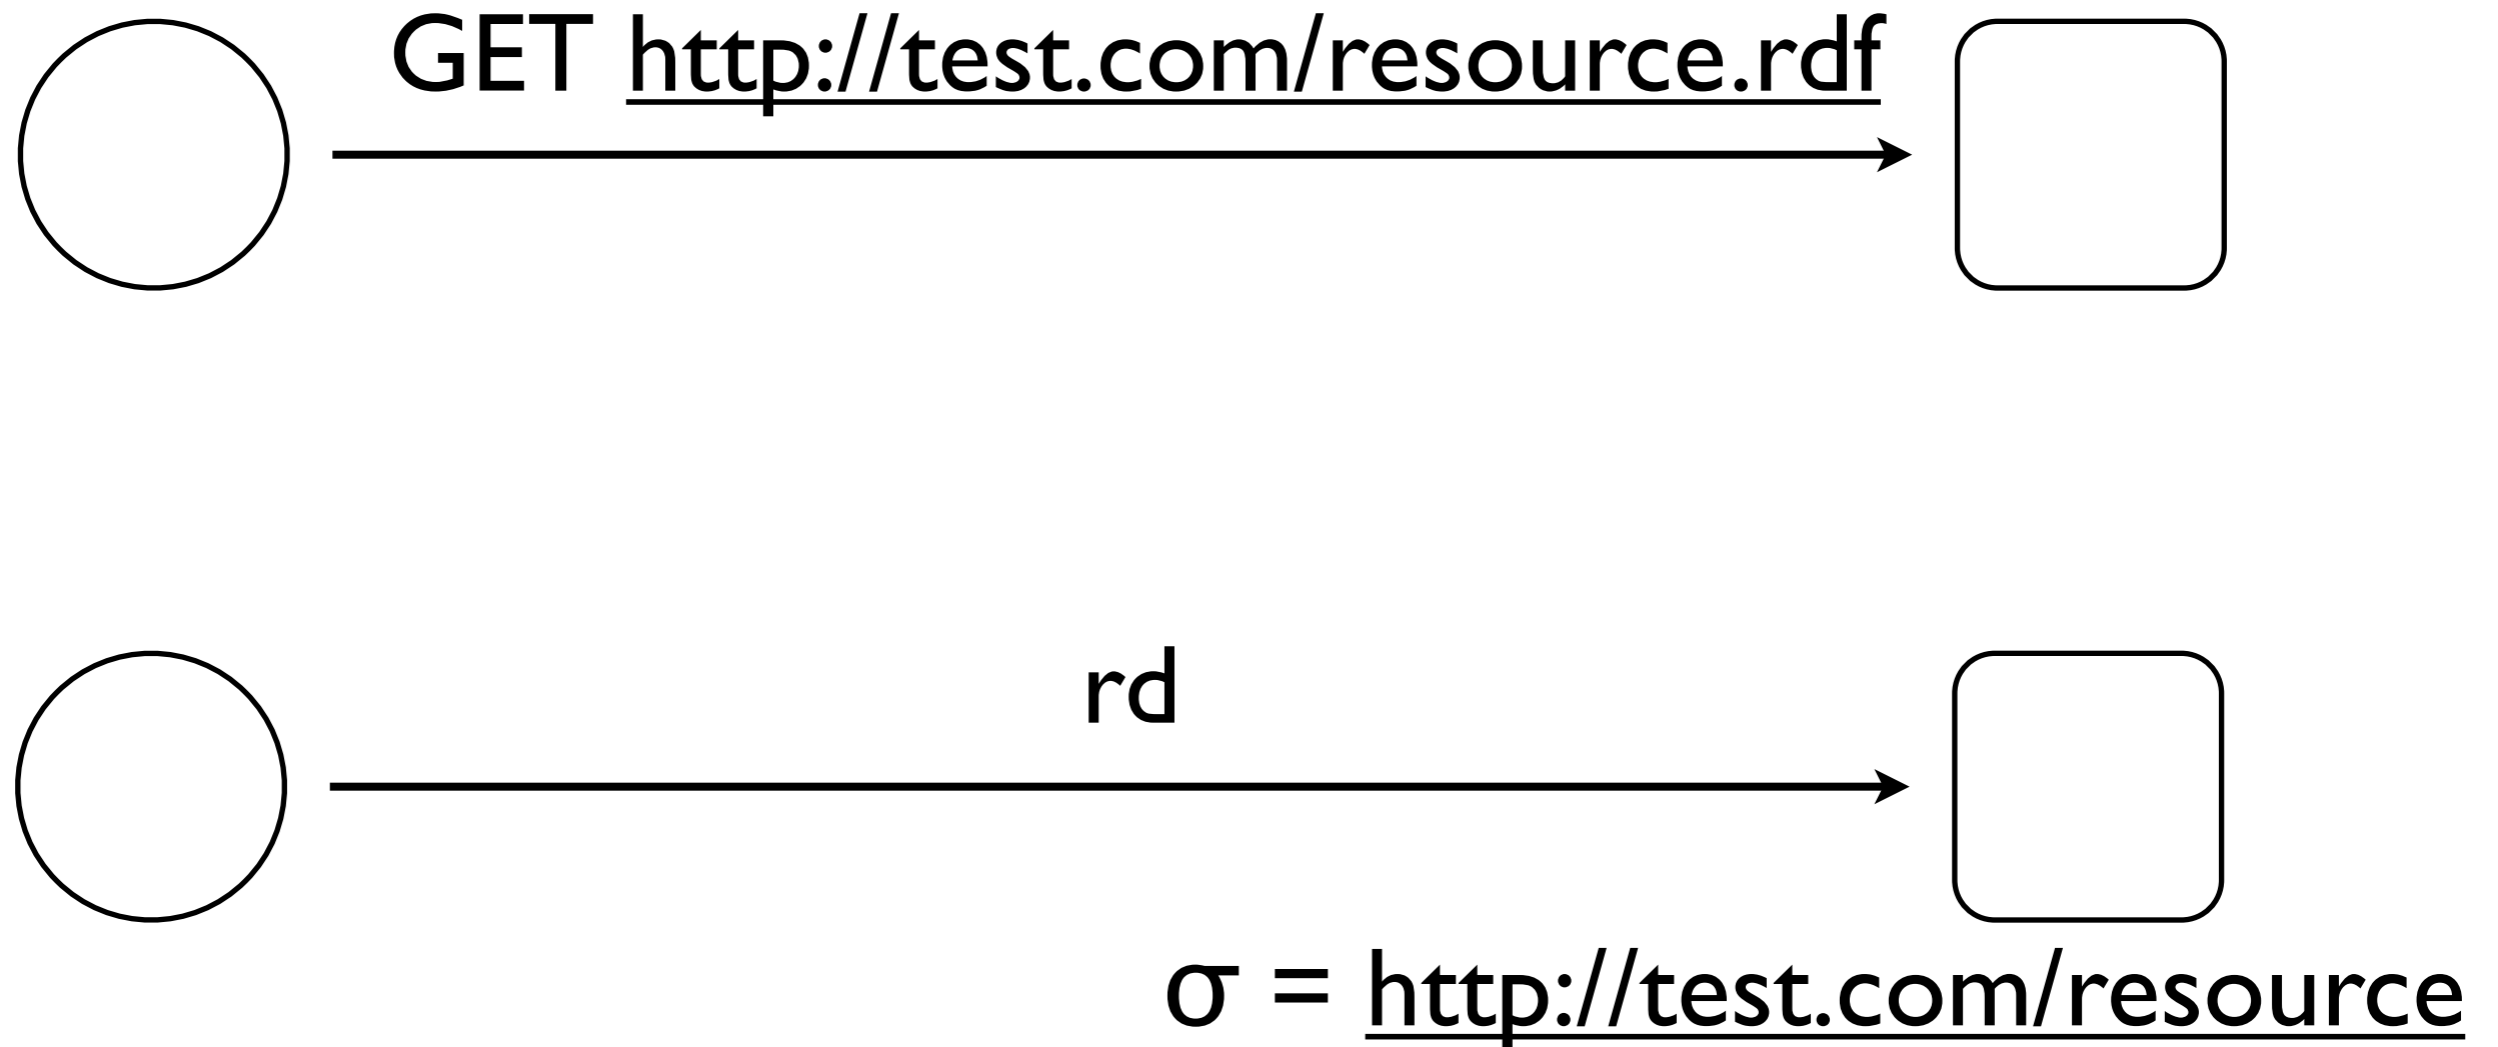 GET http://test.com/resource.rdf
rd
σ = http://test.com/resource